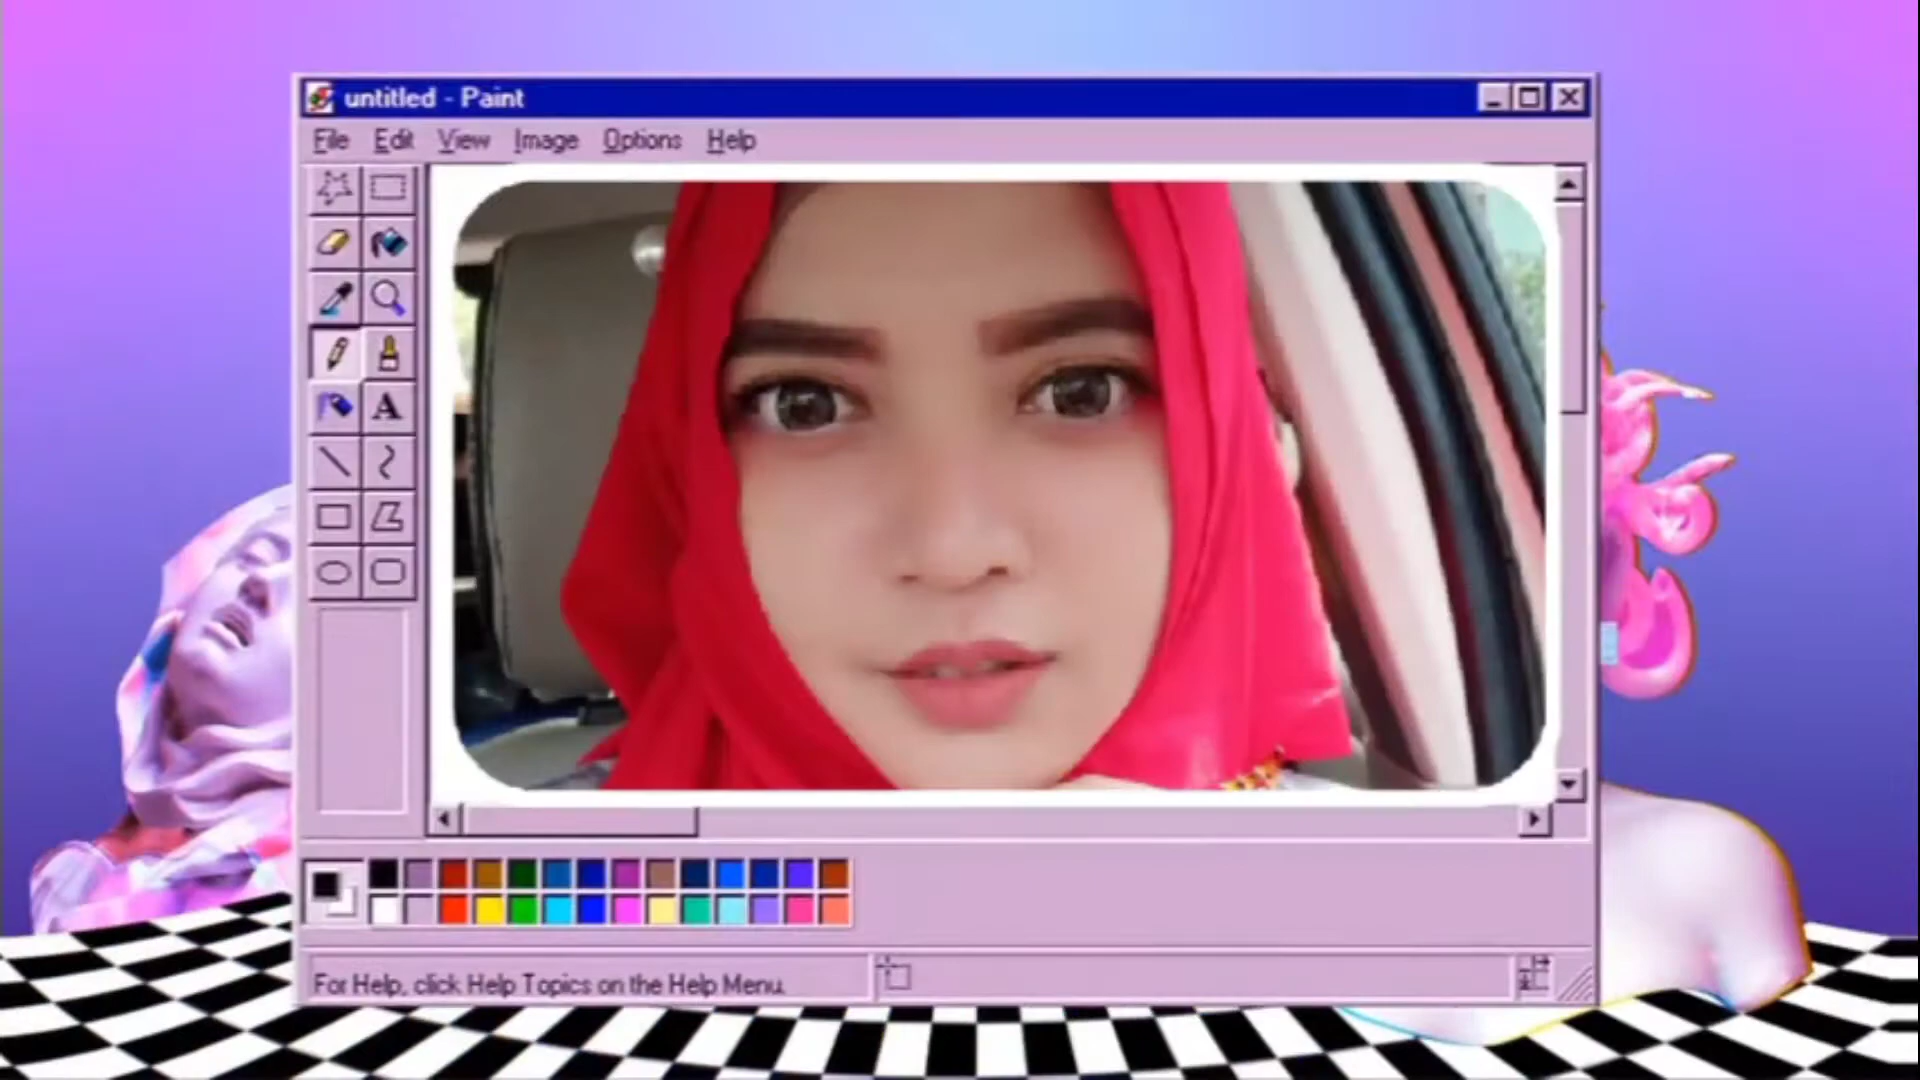 untitled - Paint
File Edit View Image Options Help
A
For Help, click Help Topics on the Help Menu.